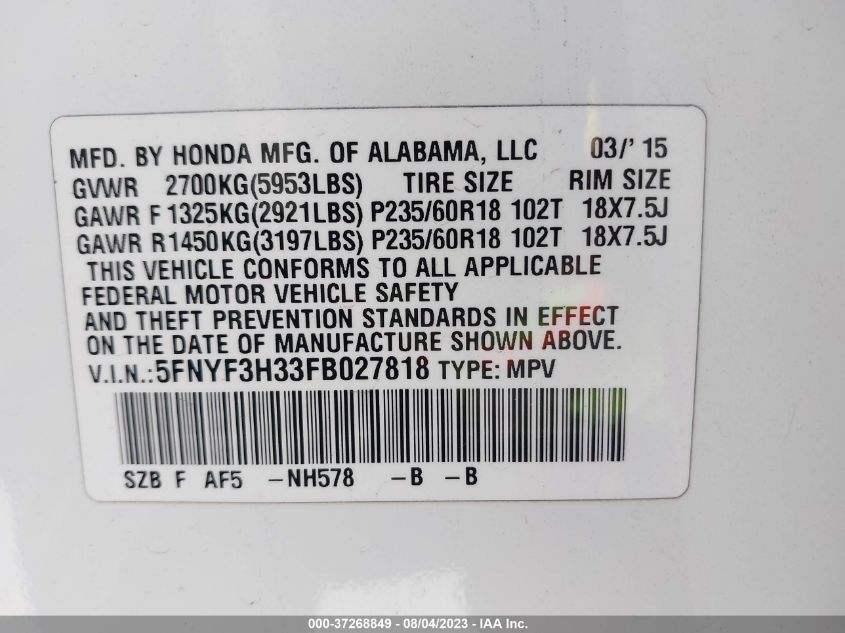 MFD. BY HONDA MFG. OF ALABAMA, LLC 03/' 15
GVWR 2700KG(5953LBS) TIRE SIZE RIM SIZE
GAWR F 1325KG(2921LBS) P235/60R18 102T 18X7.5J
GAWR R1450KG(3197LBS) P235/60R18 102T 18X7.5J
THIS VEHICLE CONFORMS TO ALL APPLICABLE
FEDERAL MOTOR VEHICLE SAFETY
AND THEFT PREVENTION STANDARDS IN EFFECT
ON THE DATE OF MANUFACTURE SHOWN ABOVE.
V.I.N.:5FNYF3H33FB027818 TYPE: MPV
SZB F AF5 -NH578 -B -B
000-37268849 - 08/04/2023 - IAA Inc.